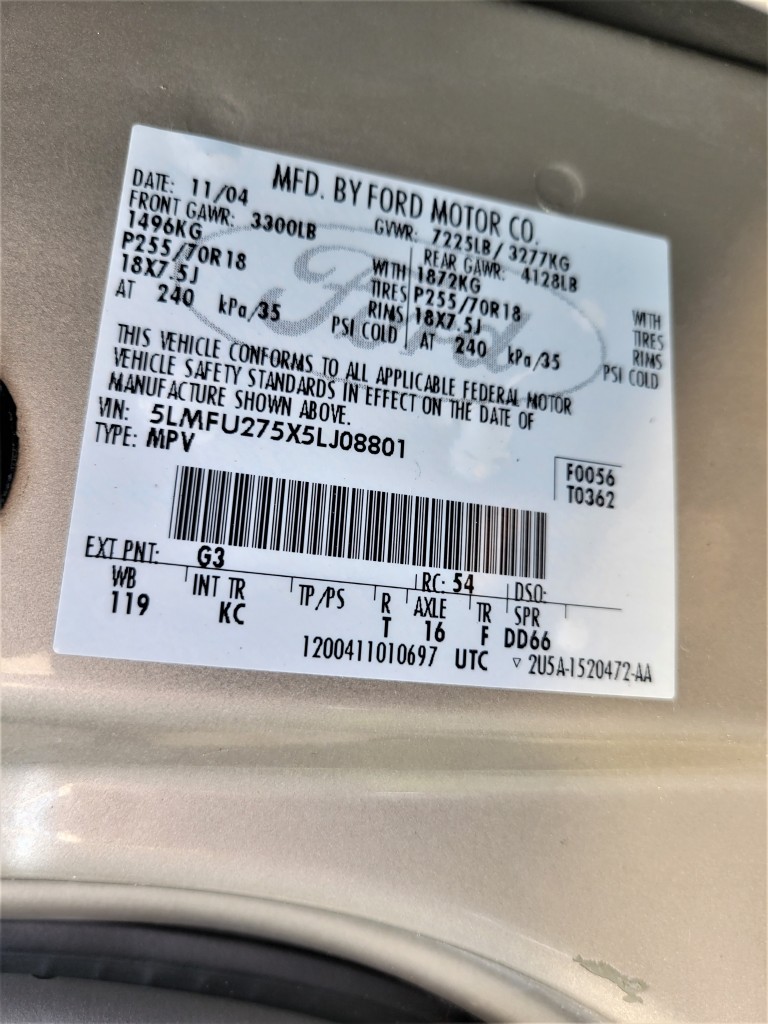 MFD. BY FORD MOTOR CO.
DATE: 11/04 GVWR: 7225LB/ 3277KG
FRONT GAWR: 3300LB REAR GAWR: 4128LB
1496KG WITH 1872KG WITH
P255/70R18 TIRES P255/70R18 TIRES
18X7.5J RIMS 18X7.5J RIMS
AT 240 kPa/35 PSI COLD AT 240 kPa/35 PSI COLD
THIS VEHICLE CONFORMS TO ALL APPLICABLE FEDERAL MOTOR
VEHICLE SAFETY STANDARDS IN EFFECT ON THE DATE OF
MANUFACTURE SHOWN ABOVE.
VIN: 5LMFU275X5LJ08801
TYPE: MPV
F0056
T0362
EXT PNT: G3 RC: 54 DSO:
WB INT TR TP/PS R AXLE TR SPR
119 KC T 16 F DD66
1200411010697 UTC ▽ 2U5A-1520472-AA
Ford